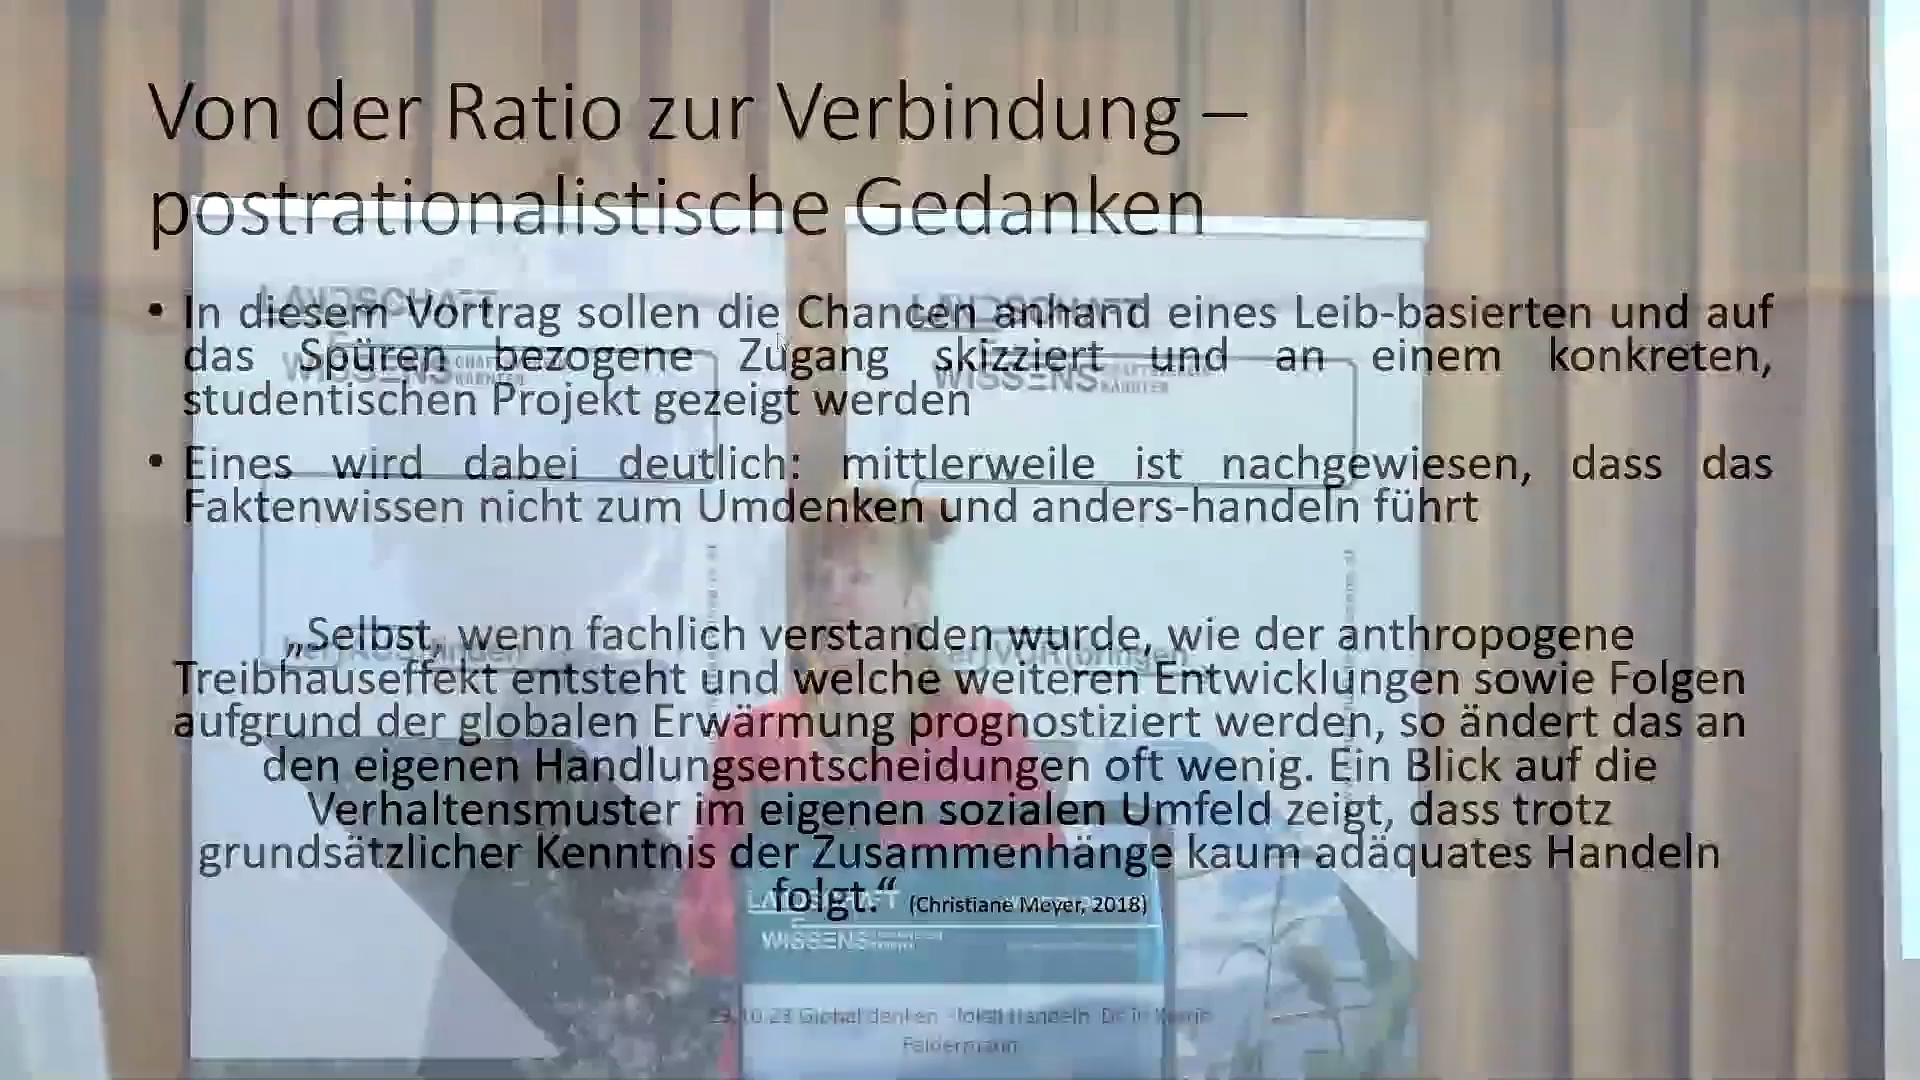 Von der Ratio zur Verbindung –
postrationalistische Gedanken
• In diesem Vortrag sollen die Chancen anhand eines Leib-basierten und auf
das Spüren bezogene Zugang skizziert und an einem konkreten,
studentischen Projekt gezeigt werden
• Eines wird dabei deutlich: mittlerweile ist nachgewiesen, dass das
Faktenwissen nicht zum Umdenken und anders-handeln führt
„Selbst, wenn fachlich verstanden wurde, wie der anthropogene
Treibhauseffekt entsteht und welche weiteren Entwicklungen sowie Folgen
aufgrund der globalen Erwärmung prognostiziert werden, so ändert das an
den eigenen Handlungsentscheidungen oft wenig. Ein Blick auf die
Verhaltensmuster im eigenen sozialen Umfeld zeigt, dass trotz
grundsätzlicher Kenntnis der Zusammenhänge kaum adäquates Handeln
folgt.“ (Christiane Meyer, 2018)
LANDSCHAFT
WISSENS
LANDSCHAFT
WISSENS
KÄRNTEN
LANDSCHAFT
WISSENS
Global denken - lokal Handeln